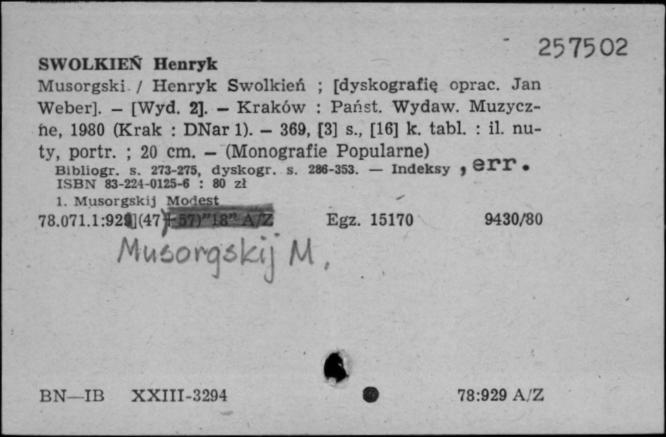 257502
SWOLKIEŃ Henryk
Musorgski / Henryk Swolkień ; [dyskografię oprac. Jan
Weber]. — [Wyd. 2]. — Kraków : Państ. Wydaw. Muzycz-
ne, 1980 (Krak : DNar 1). — 369, [3] s., [16] k. tabl. : il. nu-
ty, portr. ; 20 cm. — (Monografie Popularne)
Bibliogr. s. 273-275, dyskogr. s. 286-353. — Indeksy , err.
ISBN 83-224-0125-6 : 80 zł
1. Musorgskij Modest
78.071.1:929](47+57)"18" A/Z Egz. 15170 9430/80
Musorgskij M.
BN—IB XXIII-3294 78:929 A/Z